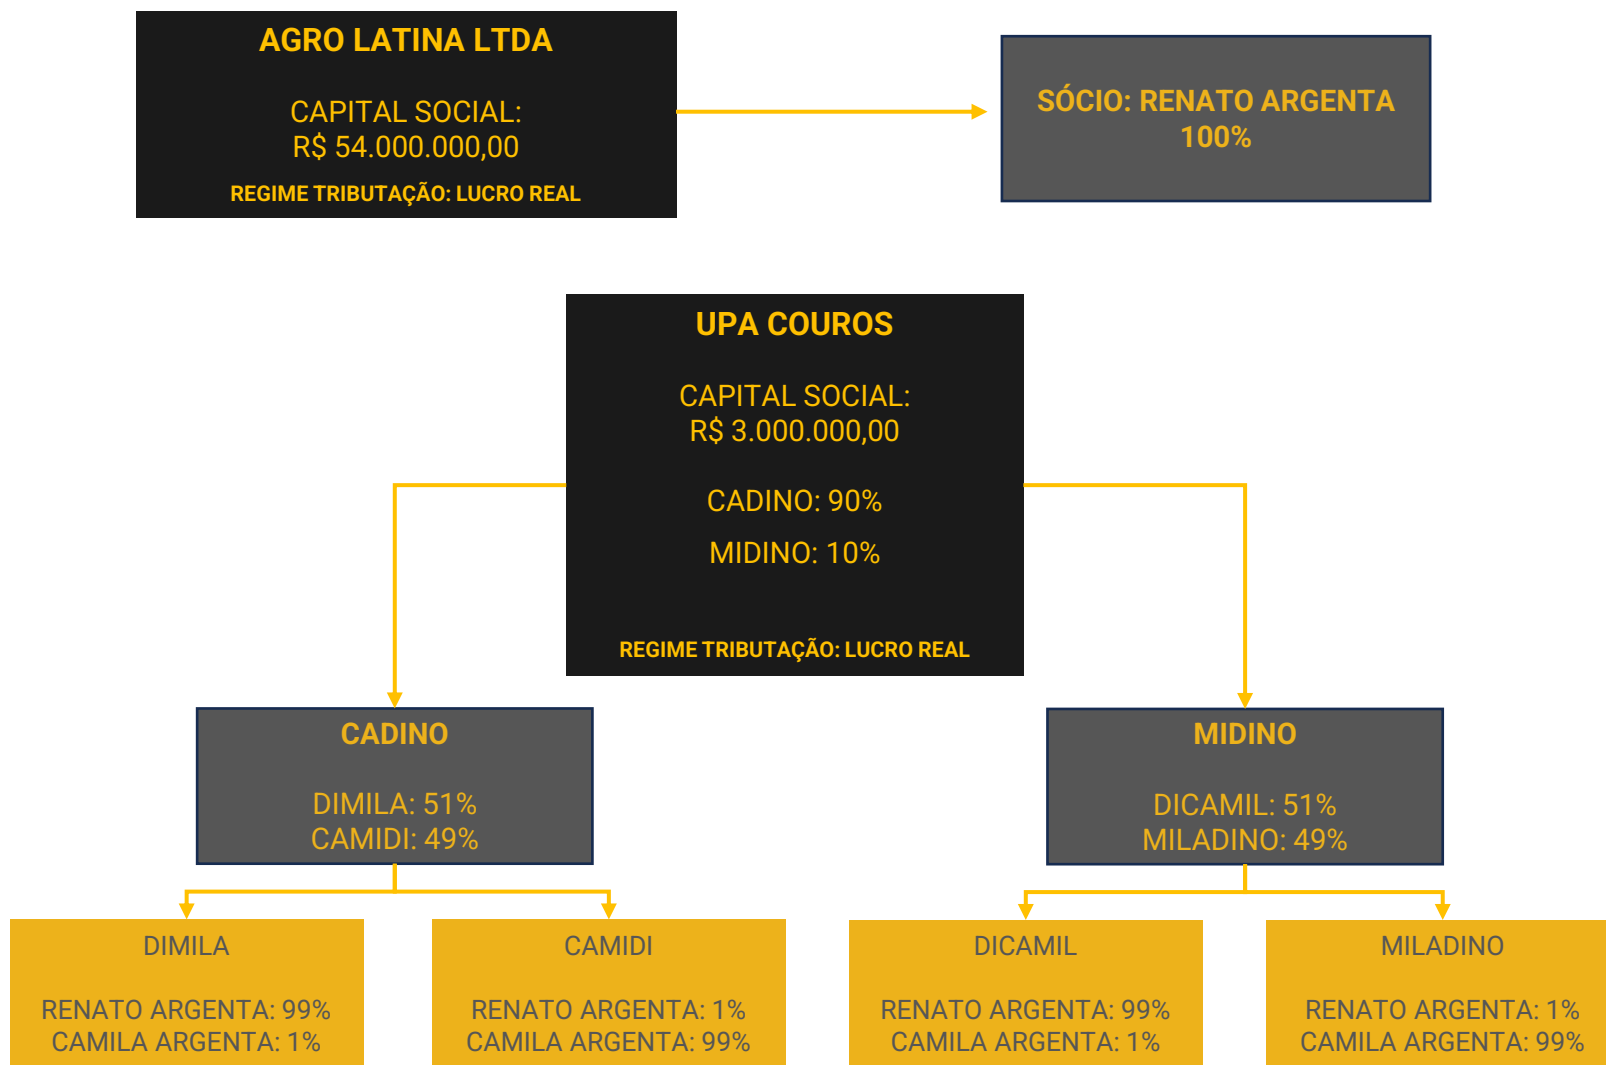 AGRO LATINA LTDA
CAPITAL SOCIAL:
R$ 54.000.000,00
REGIME TRIBUTAÇÃO: LUCRO REAL
SÓCIO: RENATO ARGENTA
100%
UPA COUROS
CAPITAL SOCIAL:
R$ 3.000.000,00
CADINO: 90%
MIDINO: 10%
REGIME TRIBUTAÇÃO: LUCRO REAL
CADINO
DIMILA: 51%
CAMIDI: 49%
MIDINO
DICAMIL: 51%
MILADINO: 49%
DIMILA
RENATO ARGENTA: 99%
CAMILA ARGENTA: 1%
CAMIDI
RENATO ARGENTA: 1%
CAMILA ARGENTA: 99%
DICAMIL
RENATO ARGENTA: 99%
CAMILA ARGENTA: 1%
MILADINO
RENATO ARGENTA: 1%
CAMILA ARGENTA: 99%